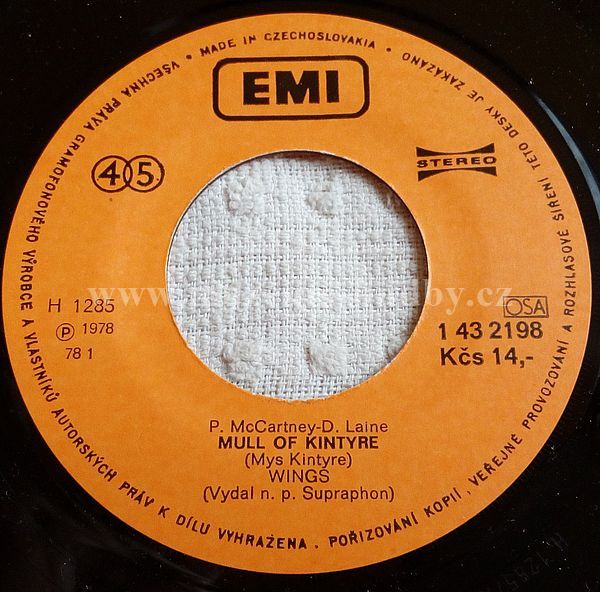 VŠECHNA PRÁVA GRAMOFONOVÉHO VÝROBCE A VLASTNÍKŮ AUTORSKÝCH PRÁV K DÍLU VYHRAŽENA . POŘIZOVÁNÍ KOPIÍ, VEŘEJNÉ PROVOZOVÁNÍ A ROZHLASOVÉ ŠÍŘENÍ TÉTO DESKY JE ZAKÁZÁNO
• MADE IN CZECHOSLOVAKIA •
EMI
45
STEREO
H 1285
Ⓟ 1978
78 1
OSA
1 43 2198
Kčs 14,-
P. McCartney-D. Laine
MULL OF KINTYRE
(Mys Kintyre)
WINGS
(Vydal n. p. Supraphon)